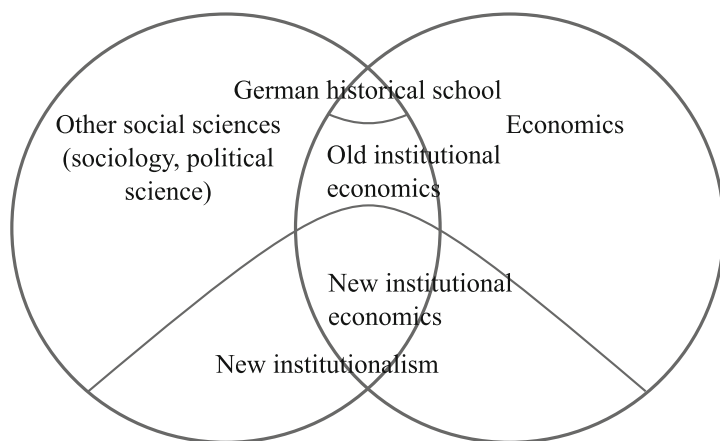 German historical school
Other social sciences
(sociology, political
science)
Economics
Old institutional
economics
New institutional
economics
New institutionalism